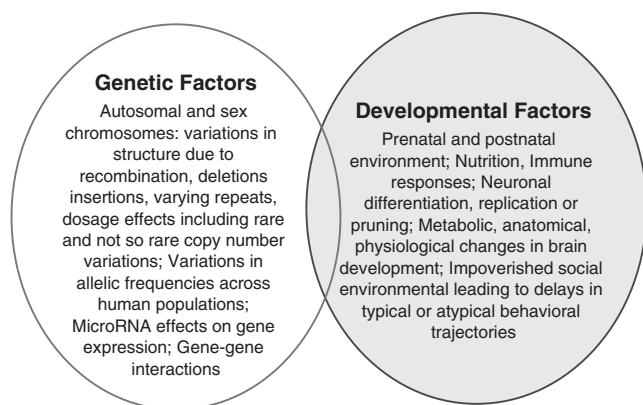 Genetic Factors
Autosomal and sex
chromosomes: variations in
structure due to
recombination, deletions
insertions, varying repeats,
dosage effects including rare
and not so rare copy number
variations; Variations in
allelic frequencies across
human populations;
MicroRNA effects on gene
expression; Gene-gene
interactions
Developmental Factors
Prenatal and postnatal
environment; Nutrition, Immune
responses; Neuronal
differentiation, replication or
pruning; Metabolic, anatomical,
physiological changes in brain
development; Impoverished social
environmental leading to delays in
typical or atypical behavioral
trajectories